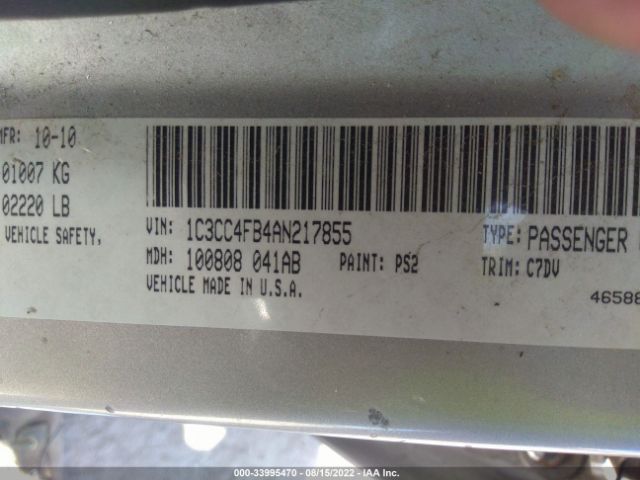 MFR: 10-10
01007 KG
02220 LB
VEHICLE SAFETY,
VIN: 1C3CC4FB4AN217855
TYPE: PASSENGER
MDH: 100808 041AB
PAINT: PS2
TRIM: C7DV
VEHICLE MADE IN U.S.A.
46588
000-33995470 - 08/15/2022 - IAA Inc.